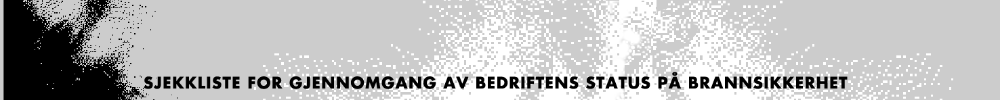 SJEKKLISTE FOR GJENNOMGANG AV BEDRIFTENS STATUS PÅ BRANNSIKKERHET